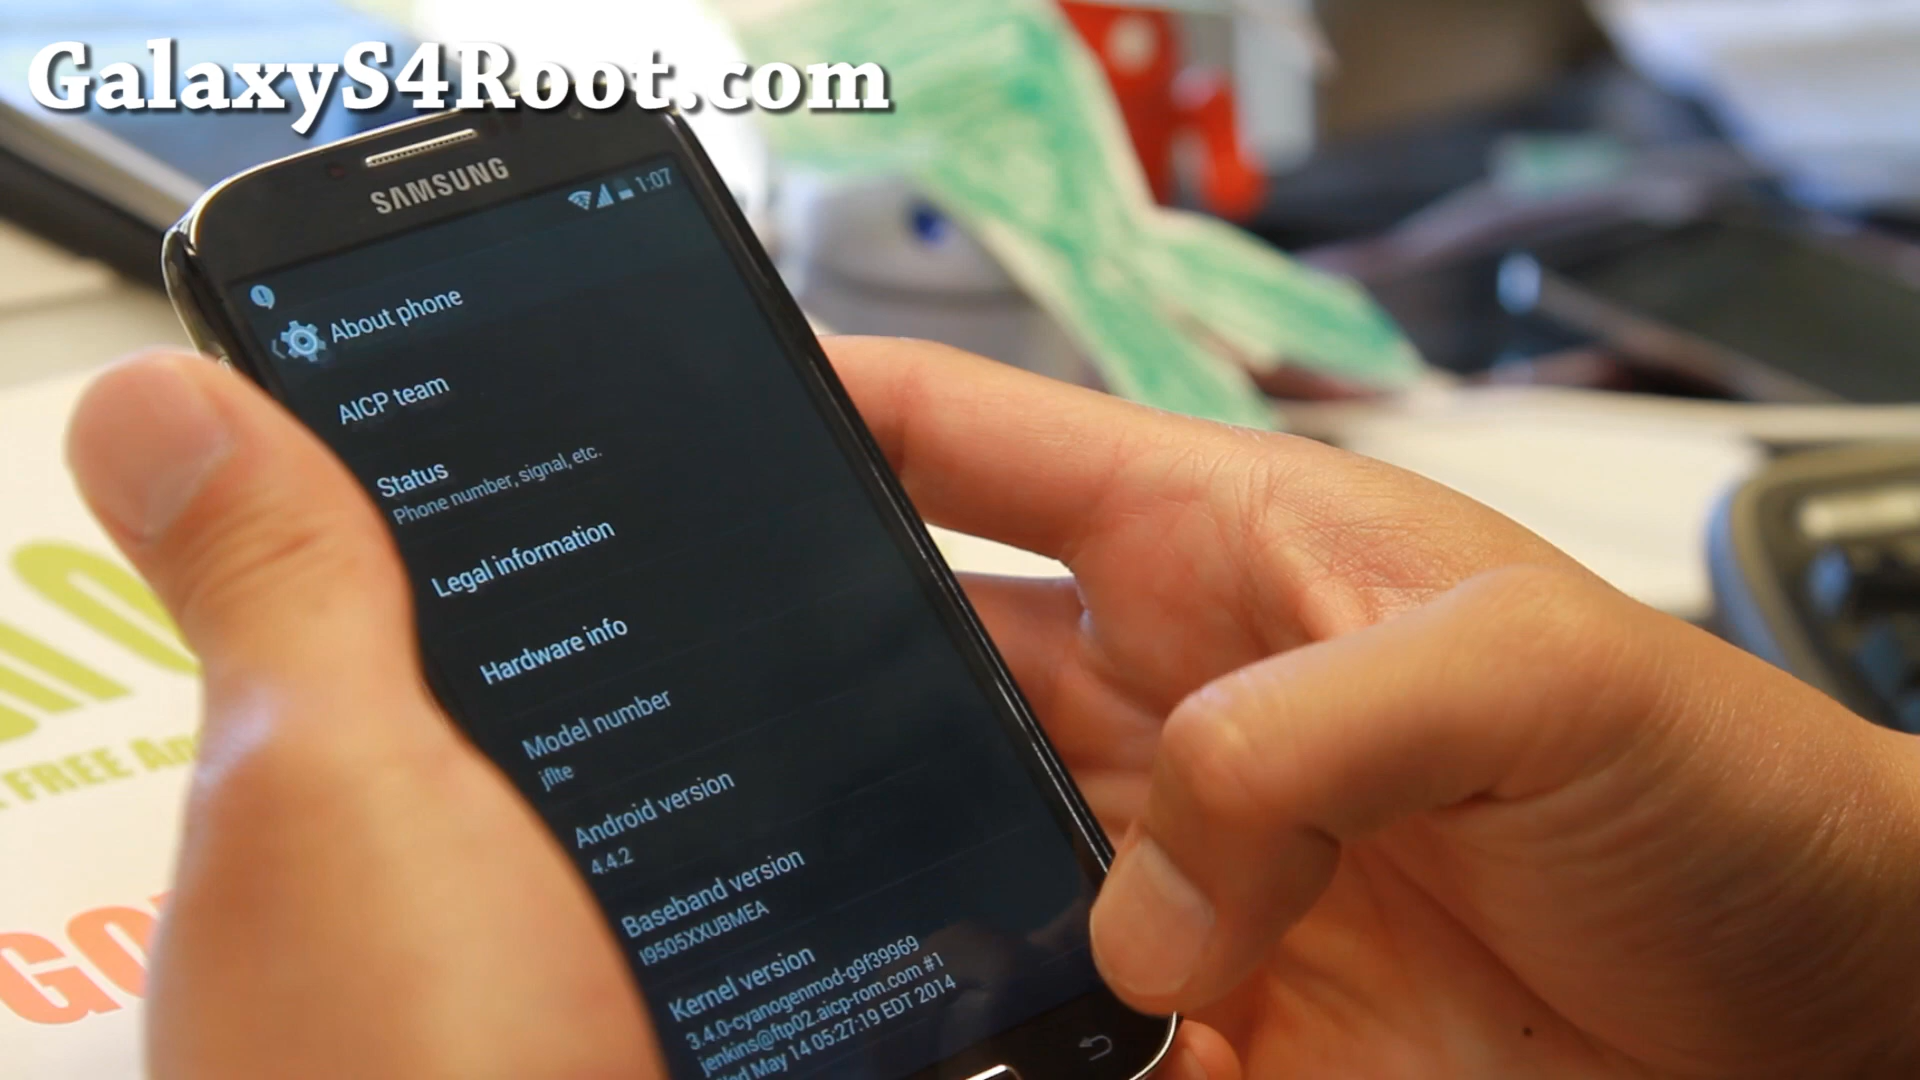 GalaxyS4Root.com
SAMSUNG
1:07
About phone
AICP team
Status
Phone number, signal, etc.
Legal information
Hardware info
Model number
jflte
Android version
4.4.2
Baseband version
I9505XXUBMEA
Kernel version
3.4.0-cyanogenmod-g9f39969
jenkins@ftp02.aicp-rom.com #1
Wed May 14 05:27:19 EDT 2014
FREE